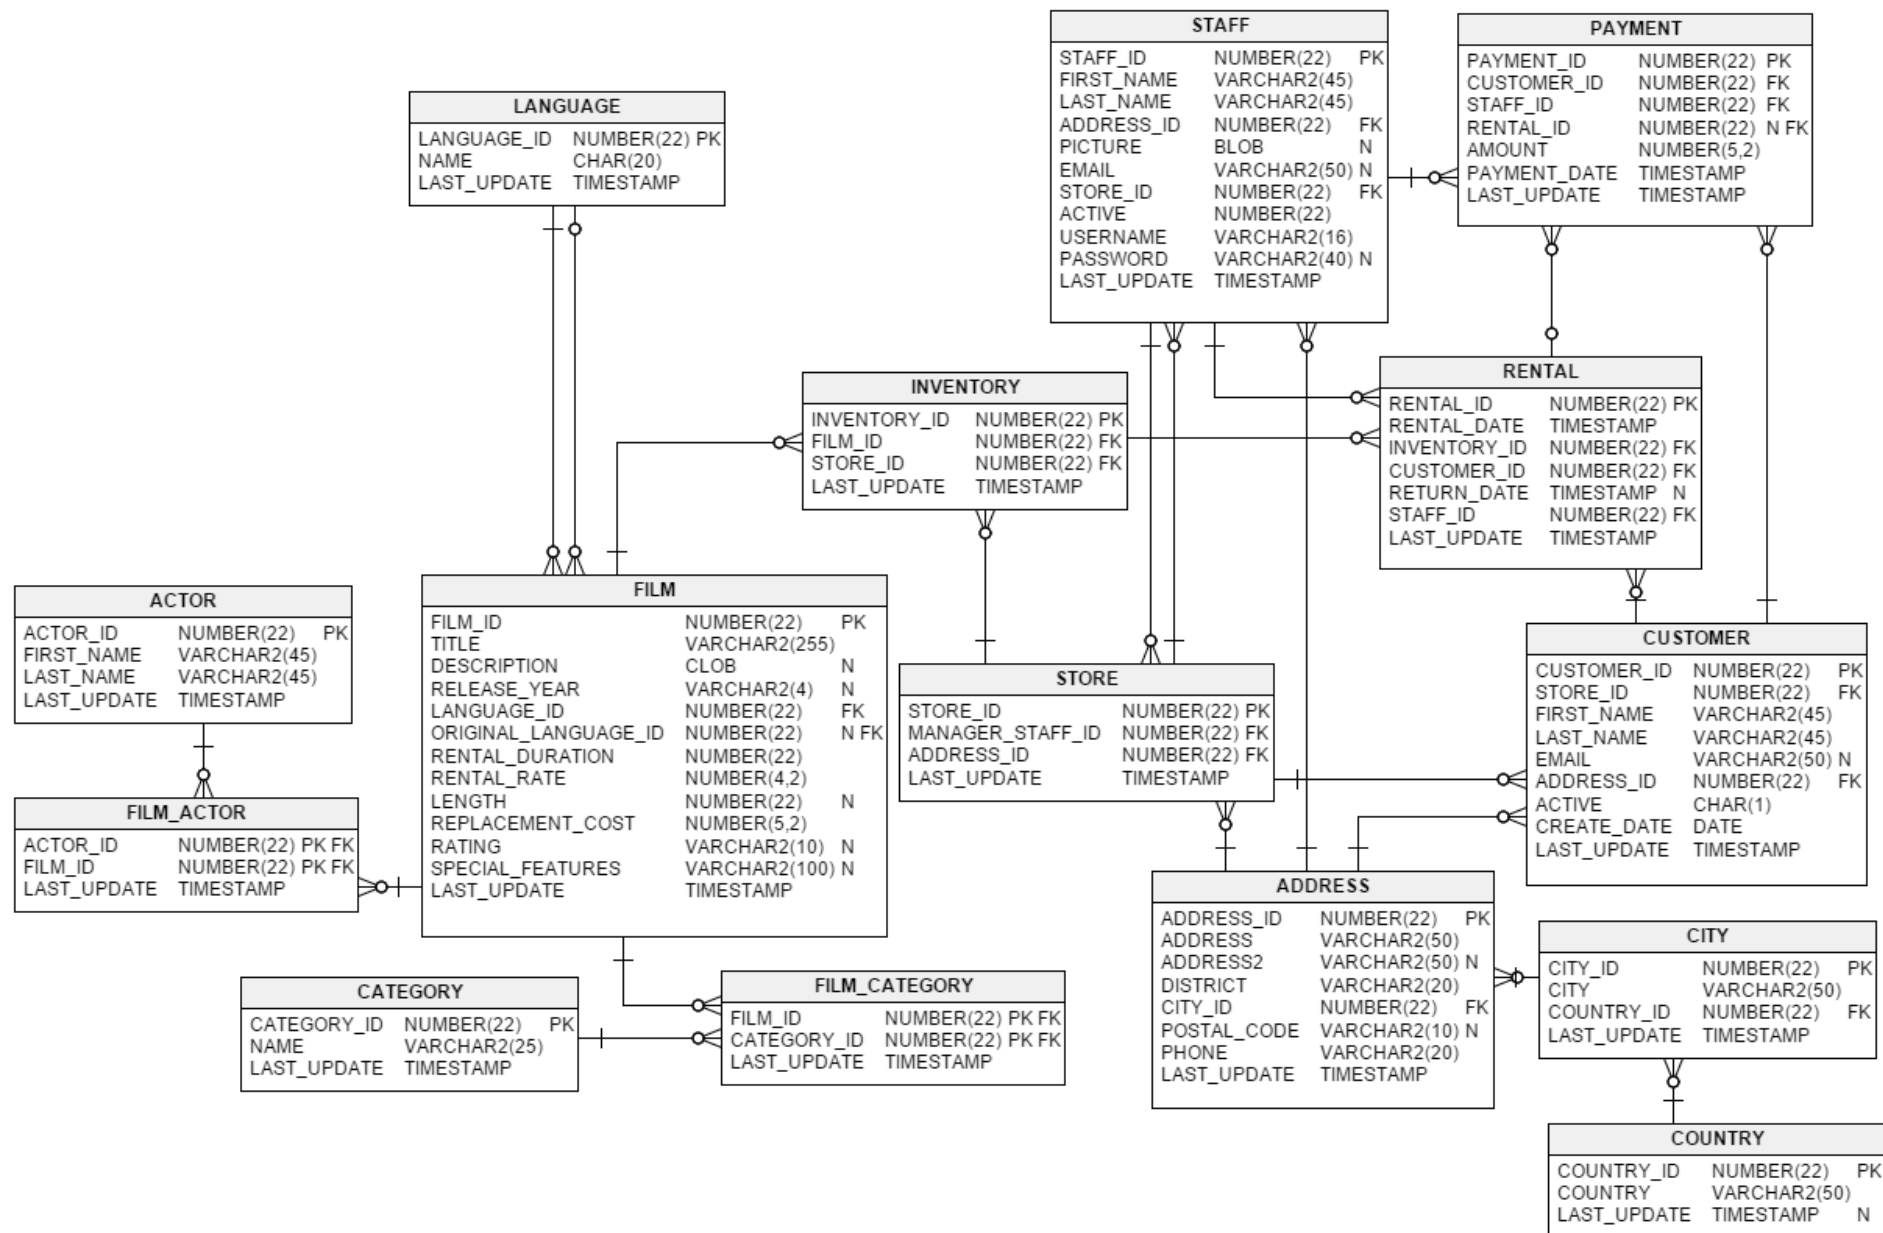 STAFF
STAFF_ID NUMBER(22) PK
FIRST_NAME VARCHAR2(45)
LAST_NAME VARCHAR2(45)
ADDRESS_ID NUMBER(22) FK
PICTURE BLOB N
EMAIL VARCHAR2(50) N
STORE_ID NUMBER(22) FK
ACTIVE NUMBER(22)
USERNAME VARCHAR2(16)
PASSWORD VARCHAR2(40) N
LAST_UPDATE TIMESTAMP
PAYMENT
PAYMENT_ID NUMBER(22) PK
CUSTOMER_ID NUMBER(22) FK
STAFF_ID NUMBER(22) FK
RENTAL_ID NUMBER(22) N FK
AMOUNT NUMBER(5,2)
PAYMENT_DATE TIMESTAMP
LAST_UPDATE TIMESTAMP
LANGUAGE
LANGUAGE_ID NUMBER(22) PK
NAME CHAR(20)
LAST_UPDATE TIMESTAMP
INVENTORY
INVENTORY_ID NUMBER(22) PK
FILM_ID NUMBER(22) FK
STORE_ID NUMBER(22) FK
LAST_UPDATE TIMESTAMP
RENTAL
RENTAL_ID NUMBER(22) PK
RENTAL_DATE TIMESTAMP
INVENTORY_ID NUMBER(22) FK
CUSTOMER_ID NUMBER(22) FK
RETURN_DATE TIMESTAMP N
STAFF_ID NUMBER(22) FK
LAST_UPDATE TIMESTAMP
ACTOR
ACTOR_ID NUMBER(22) PK
FIRST_NAME VARCHAR2(45)
LAST_NAME VARCHAR2(45)
LAST_UPDATE TIMESTAMP
FILM
FILM_ID NUMBER(22) PK
TITLE VARCHAR2(255)
DESCRIPTION CLOB N
RELEASE_YEAR VARCHAR2(4) N
LANGUAGE_ID NUMBER(22) FK
ORIGINAL_LANGUAGE_ID NUMBER(22) N FK
RENTAL_DURATION NUMBER(22)
RENTAL_RATE NUMBER(4,2)
LENGTH NUMBER(22) N
REPLACEMENT_COST NUMBER(5,2)
RATING VARCHAR2(10) N
SPECIAL_FEATURES VARCHAR2(100) N
LAST_UPDATE TIMESTAMP
STORE
STORE_ID NUMBER(22) PK
MANAGER_STAFF_ID NUMBER(22) FK
ADDRESS_ID NUMBER(22) FK
LAST_UPDATE TIMESTAMP
CUSTOMER
CUSTOMER_ID NUMBER(22) PK
STORE_ID NUMBER(22) FK
FIRST_NAME VARCHAR2(45)
LAST_NAME VARCHAR2(45)
EMAIL VARCHAR2(50) N
ADDRESS_ID NUMBER(22) FK
ACTIVE CHAR(1)
CREATE_DATE DATE
LAST_UPDATE TIMESTAMP
FILM_ACTOR
ACTOR_ID NUMBER(22) PK FK
FILM_ID NUMBER(22) PK FK
LAST_UPDATE TIMESTAMP
CATEGORY
CATEGORY_ID NUMBER(22) PK
NAME VARCHAR2(25)
LAST_UPDATE TIMESTAMP
FILM_CATEGORY
FILM_ID NUMBER(22) PK FK
CATEGORY_ID NUMBER(22) PK FK
LAST_UPDATE TIMESTAMP
ADDRESS
ADDRESS_ID NUMBER(22) PK
ADDRESS VARCHAR2(50)
ADDRESS2 VARCHAR2(50) N
DISTRICT VARCHAR2(20)
CITY_ID NUMBER(22) FK
POSTAL_CODE VARCHAR2(10) N
PHONE VARCHAR2(20)
LAST_UPDATE TIMESTAMP
CITY
CITY_ID NUMBER(22) PK
CITY VARCHAR2(50)
COUNTRY_ID NUMBER(22) FK
LAST_UPDATE TIMESTAMP
COUNTRY
COUNTRY_ID NUMBER(22) PK
COUNTRY VARCHAR2(50)
LAST_UPDATE TIMESTAMP N